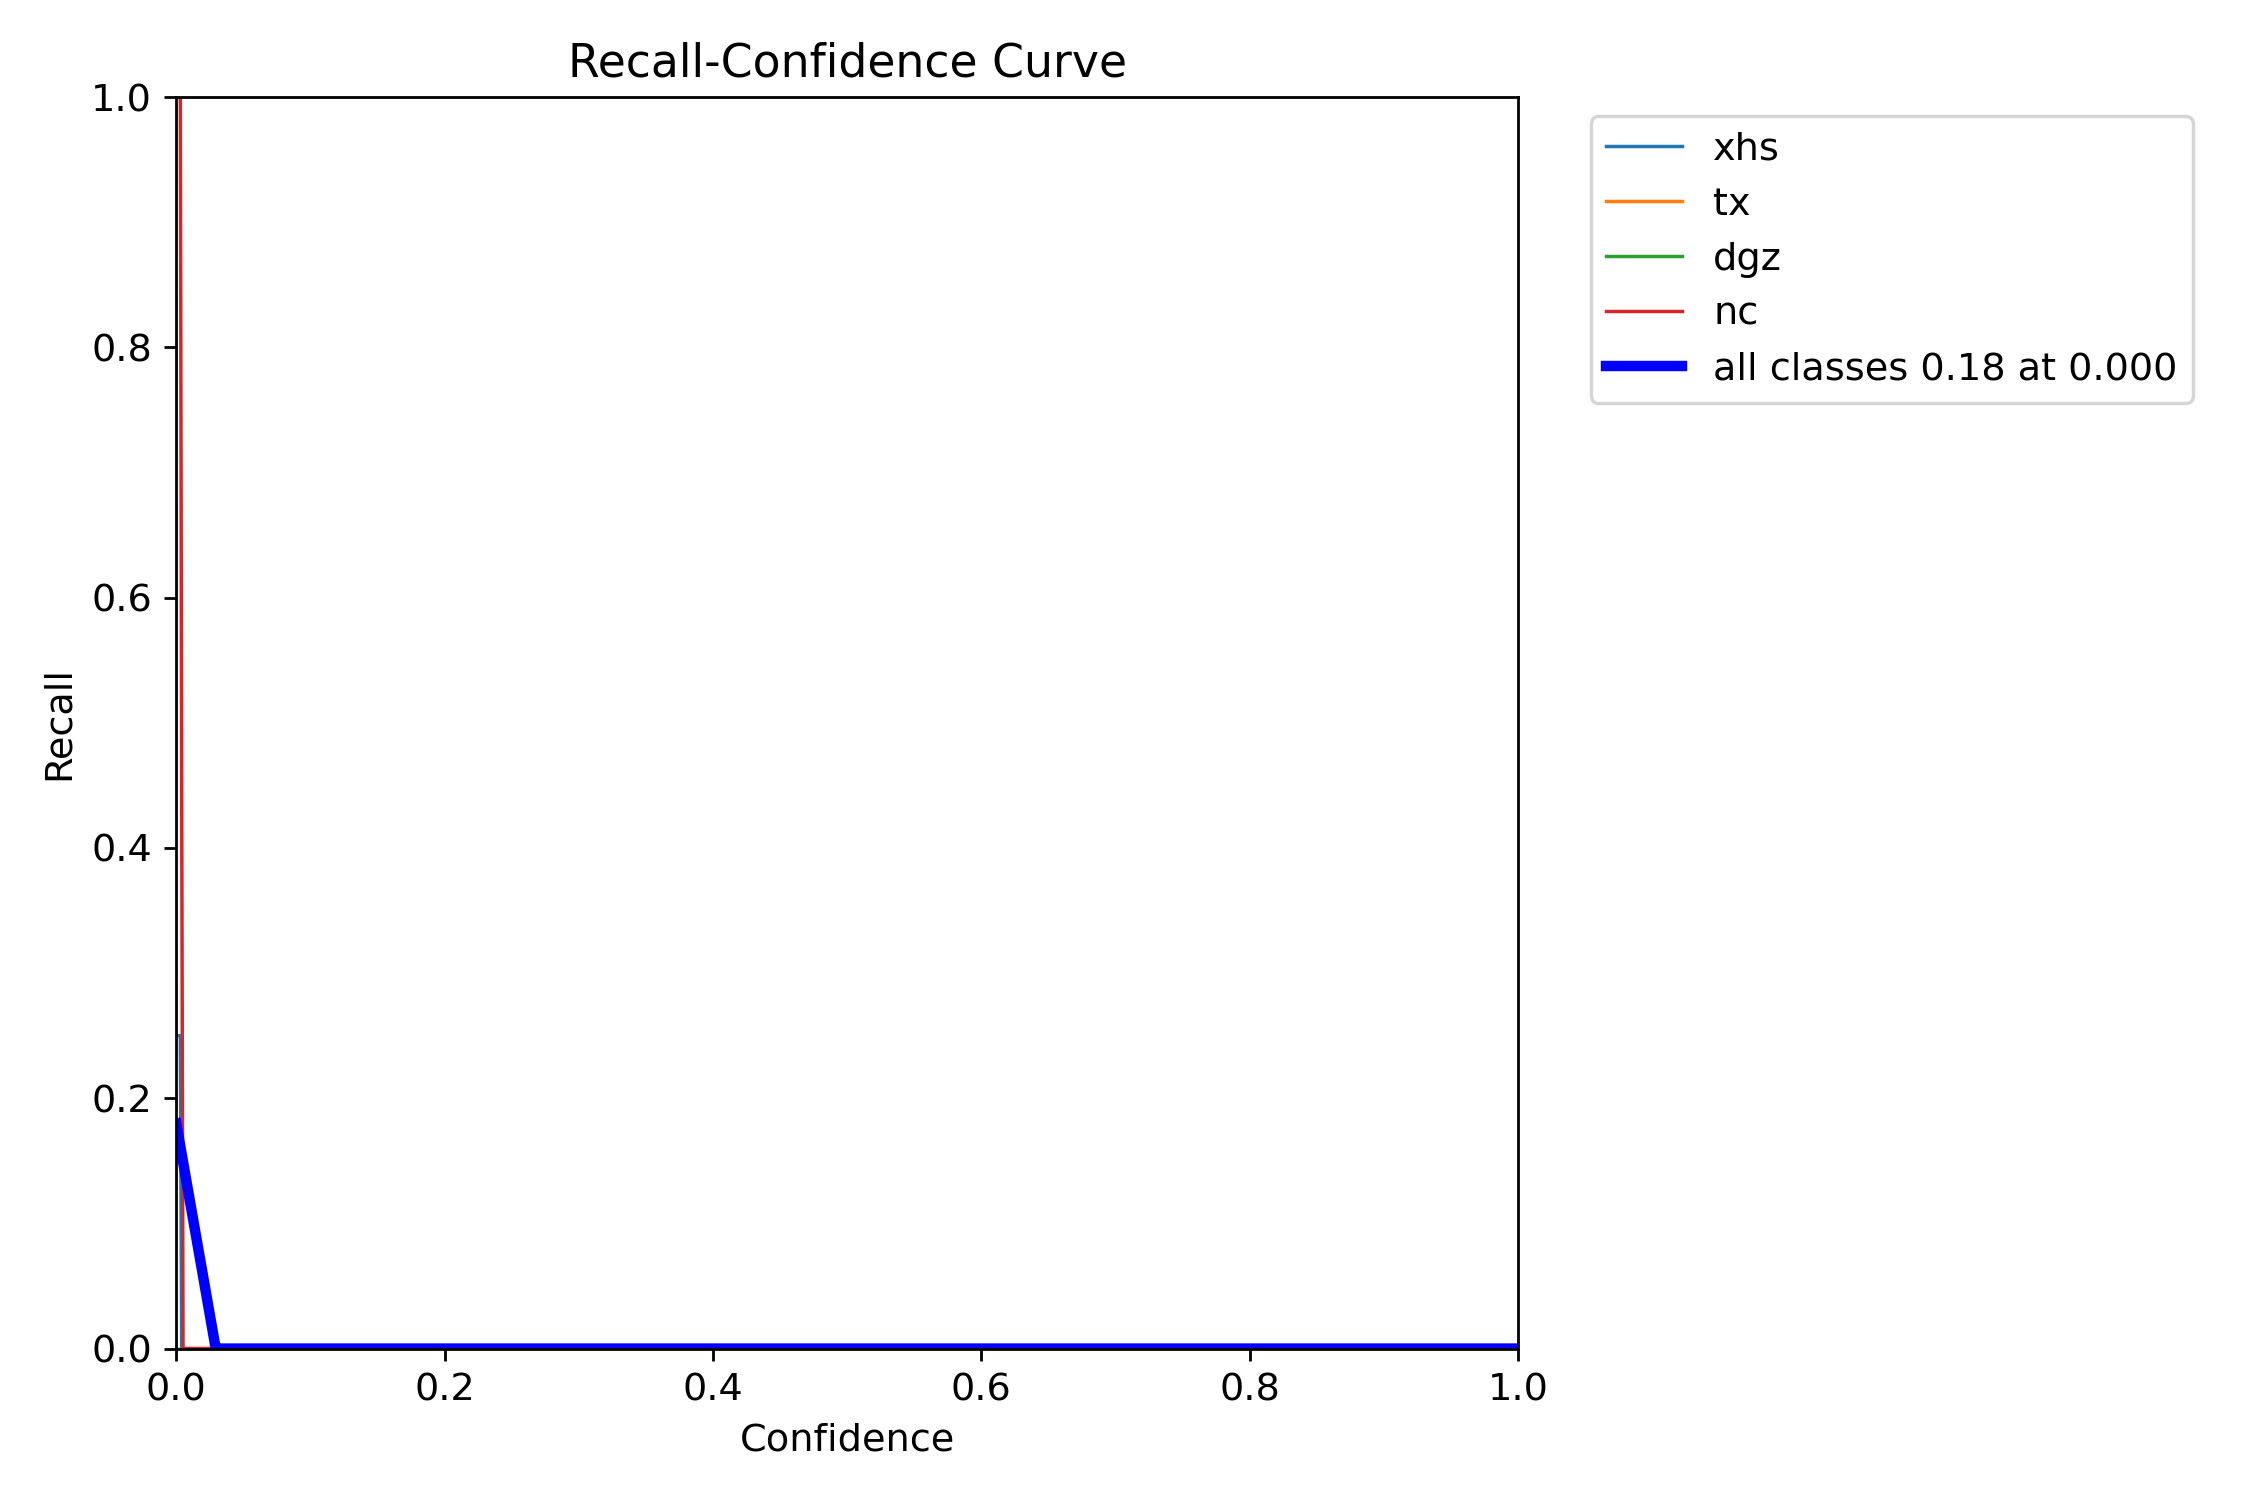 Recall-Confidence Curve
1.0
0.8
0.6
0.4
0.2
0.0
Recall
0.0 0.2 0.4 0.6 0.8 1.0
Confidence
xhs
tx
dgz
nc
all classes 0.18 at 0.000